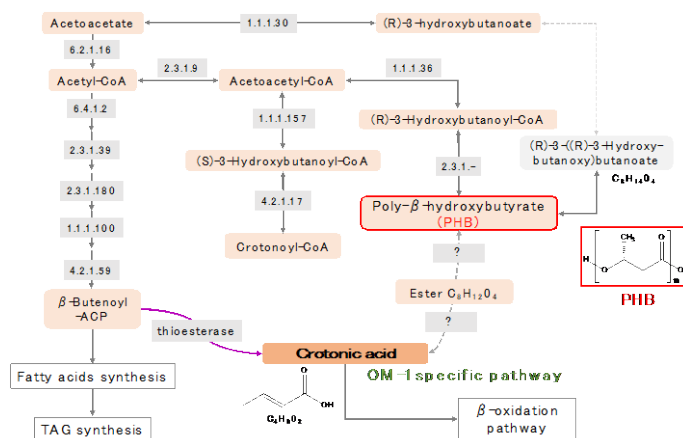 Acetoacetate
1.1.1.30
(R)-3-hydroxybutanoate
6.2.1.16
Acetyl-CoA
2.3.1.9
Acetoacetyl-CoA
1.1.1.36
6.4.1.2
1.1.1.157
(R)-3-Hydroxybutanoyl-CoA
2.3.1.39
(S)-3-Hydroxybutanoyl-CoA
2.3.1.-
(R)-3-((R)-3-Hydroxy-
butanoxy)butanoate
C8H14O4
2.3.1.180
4.2.1.17
Poly-β-hydroxybutyrate
(PHB)
1.1.1.100
Crotonoyl-CoA
?
4.2.1.59
CH3
O
H
O
O
n
PHB
β-Butenoyl
-ACP
Ester C8H12O4
thioesterase
?
Crotonic acid
OM-1 specific pathway
Fatty acids synthesis
O
OH
C4H6O2
β-oxidation
pathway
TAG synthesis